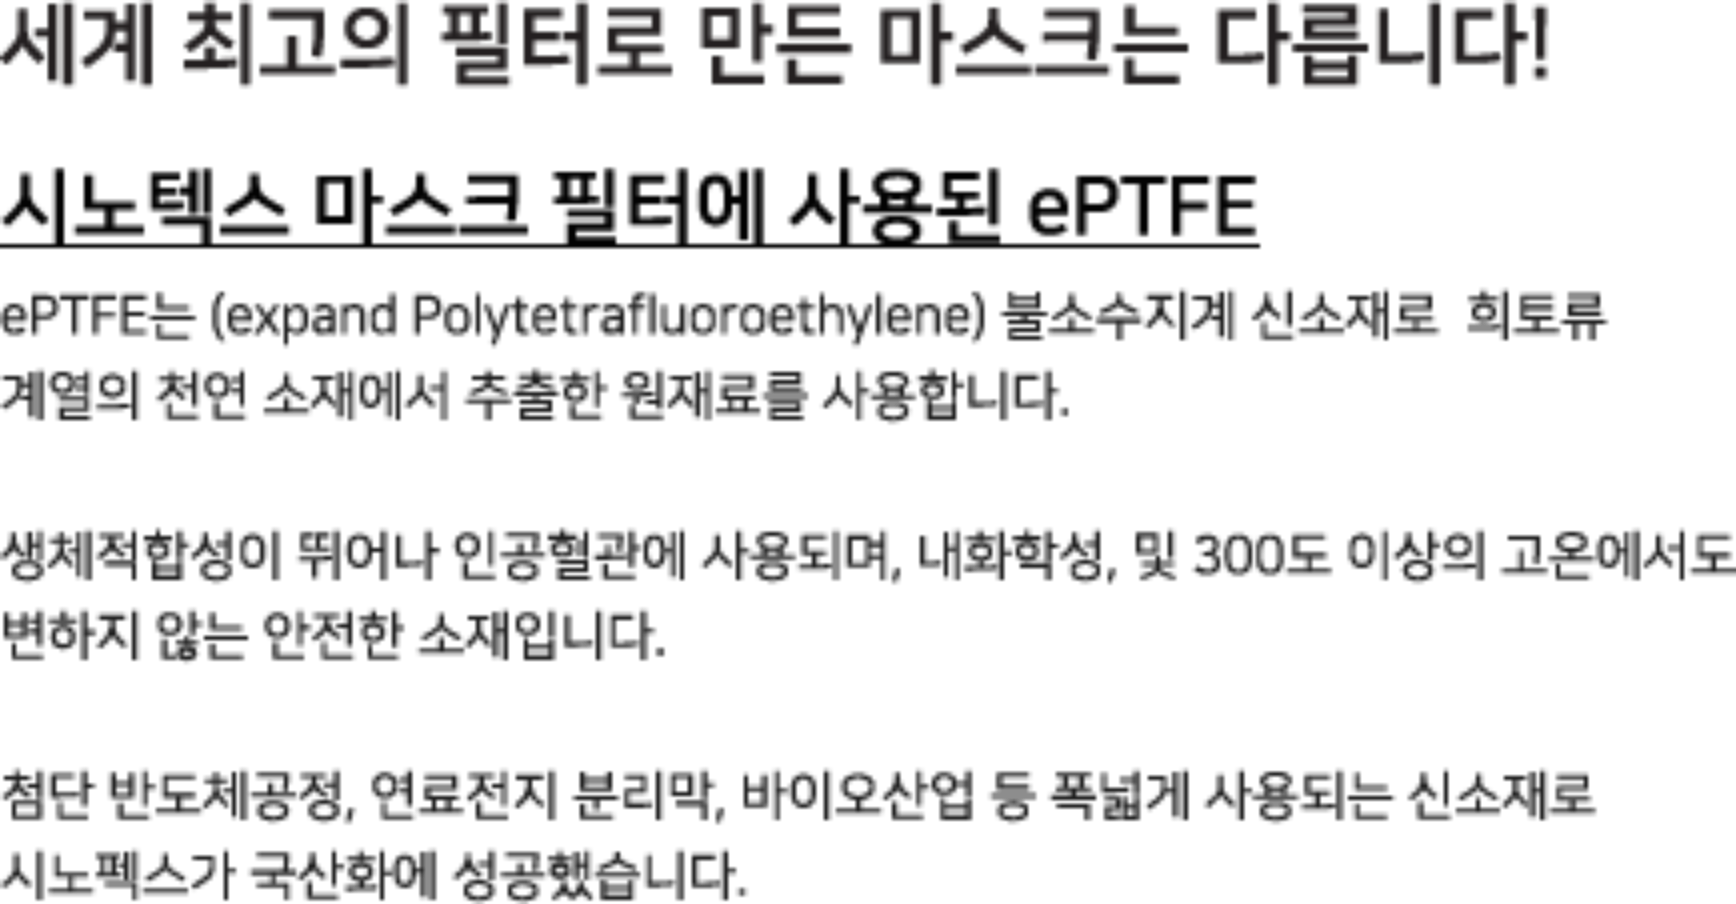 세계 최고의 필터로 만든 마스크는 다릅니다!
시노텍스 마스크 필터에 사용된 ePTFE
ePTFE는 (expand Polytetrafluoroethylene) 불소수지계 신소재로 희토류
계열의 천연 소재에서 추출한 원재료를 사용합니다.
생체적합성이 뛰어나 인공혈관에 사용되며, 내화학성, 및 300도 이상의 고온에서도
변하지 않는 안전한 소재입니다.
첨단 반도체공정, 연료전지 분리막, 바이오산업 등 폭넓게 사용되는 신소재로
시노펙스가 국산화에 성공했습니다.